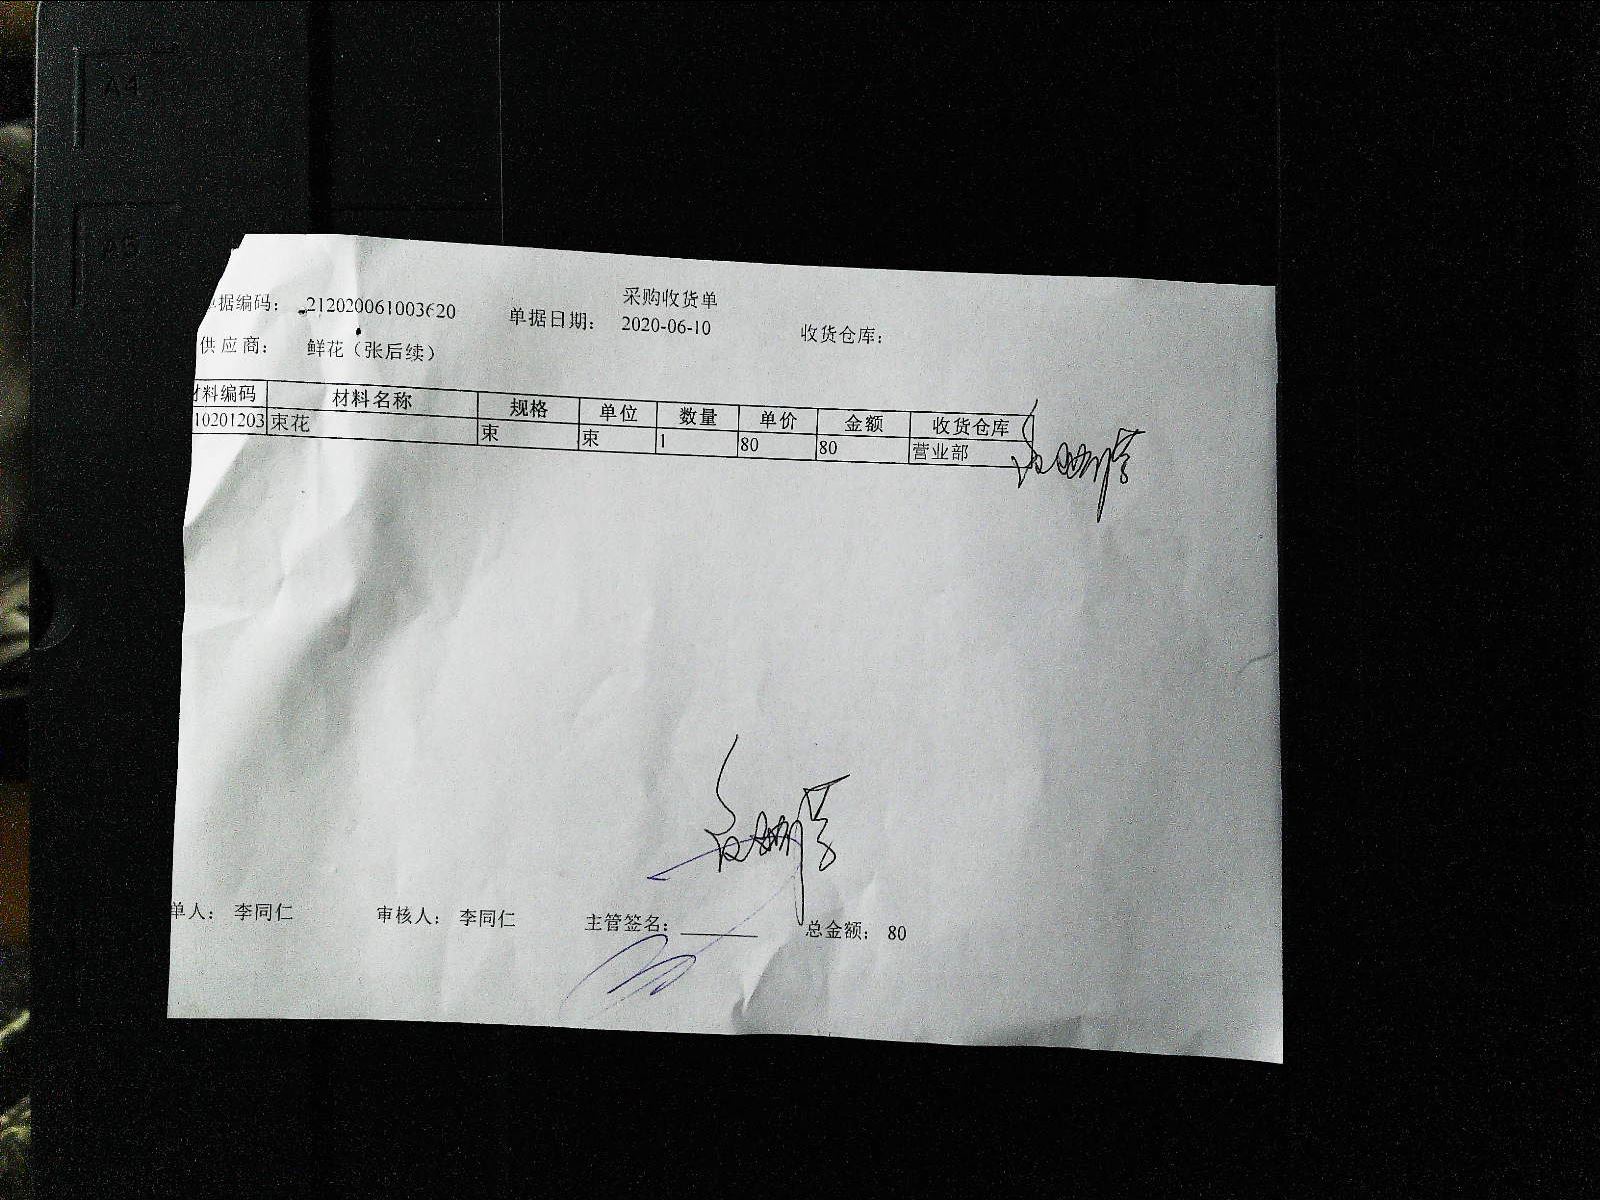 A4
A5
采购收货单
单据编码： 212020061003620 单据日期： 2020-06-10 收货仓库：
供应商： 鲜花（张后续）
材料编码 材料名称 规格 单位 数量 单价 金额 收货仓库
10201203 束花 束 束 1 80 80 营业部
单人： 李同仁 审核人： 李同仁 主管签名： 总金额： 80